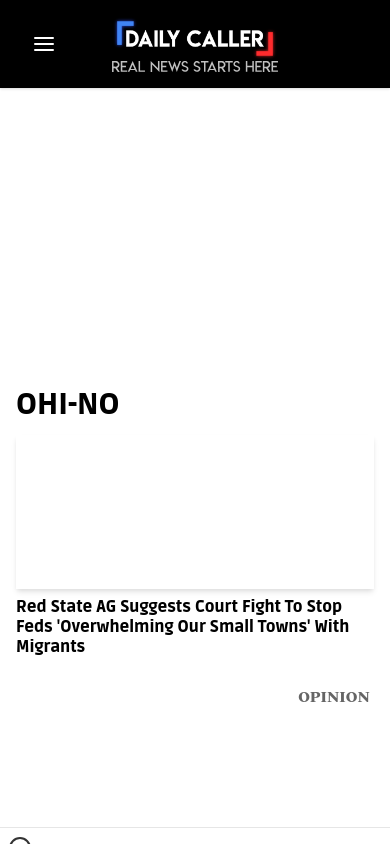 DAILY CALLER
REAL NEWS STARTS HERE
OHI-NO
Red State AG Suggests Court Fight To Stop
Feds 'Overwhelming Our Small Towns' With
Migrants
OPINION